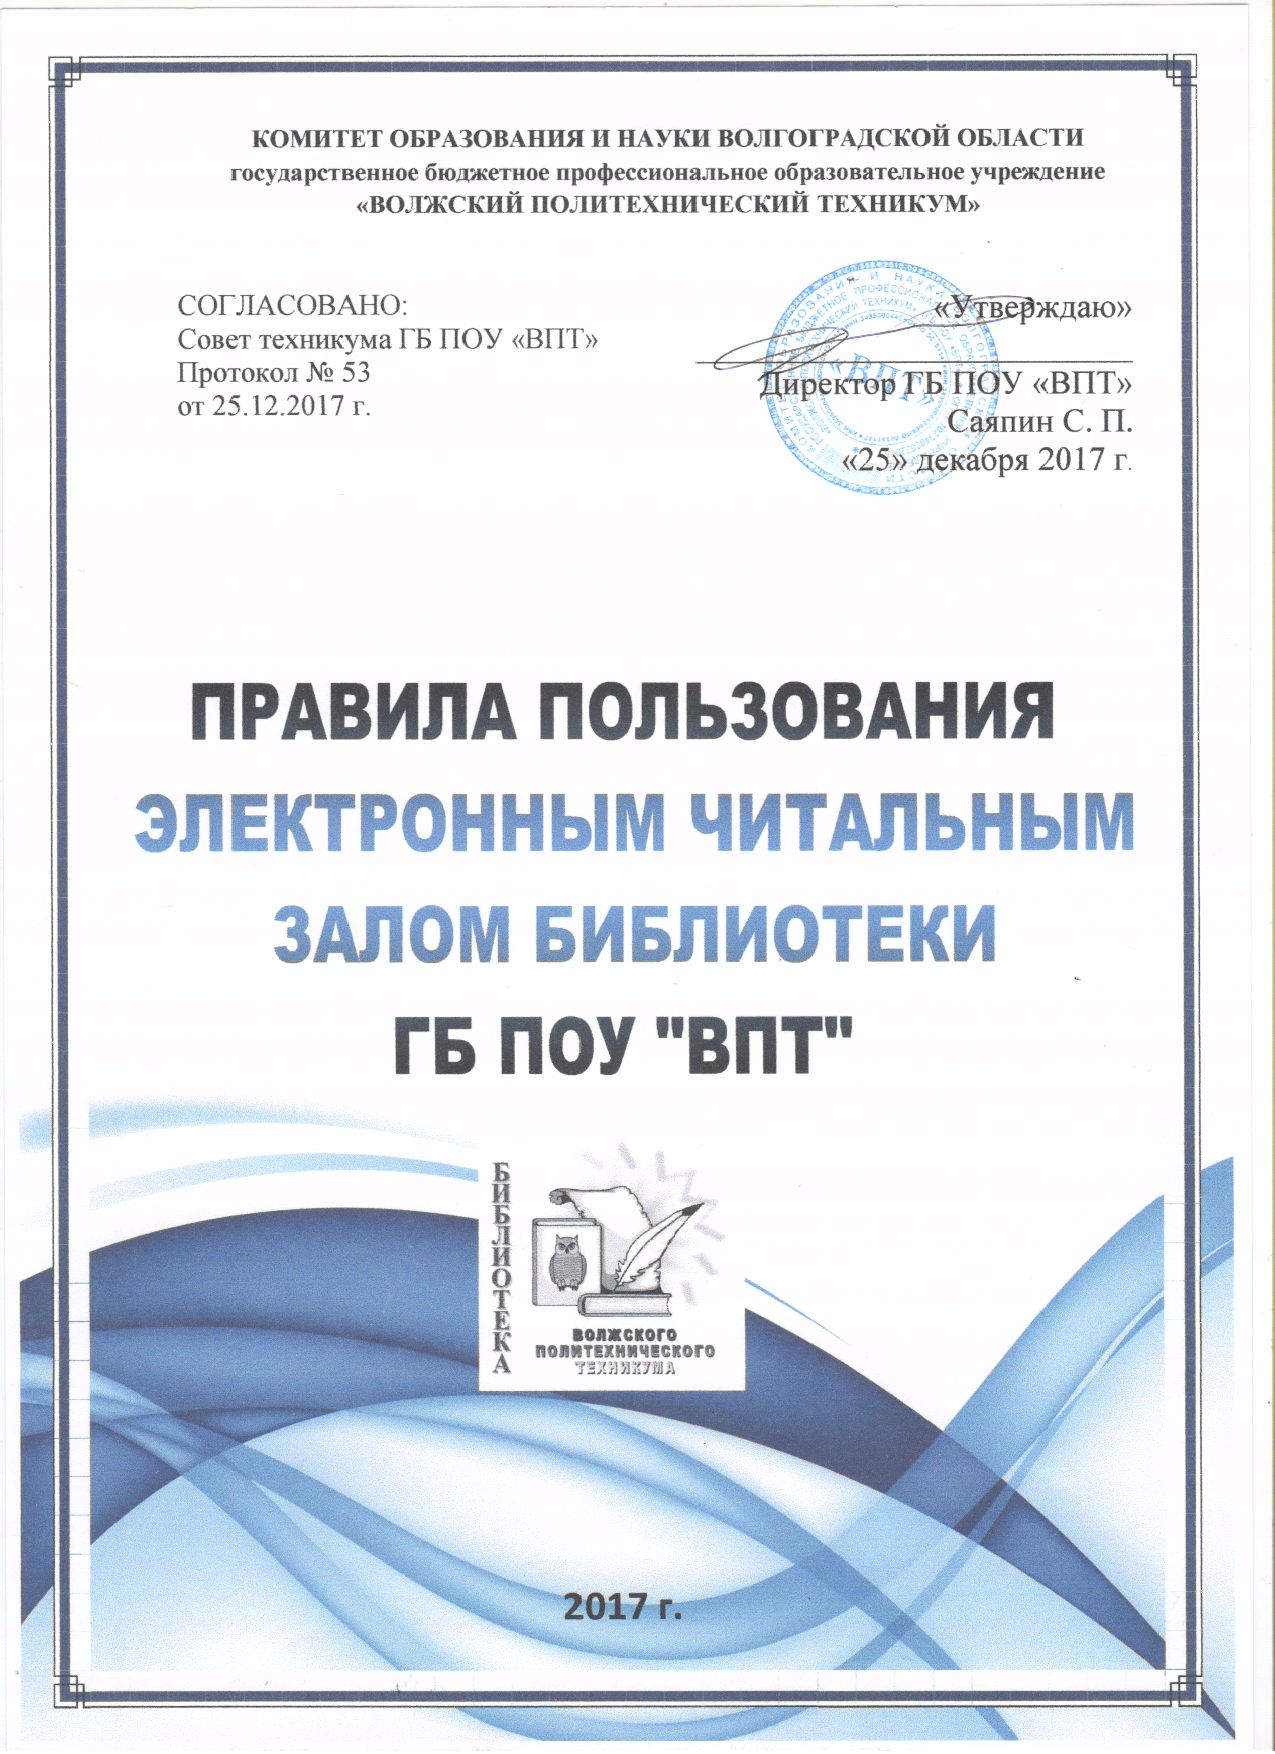 КОМИТЕТ ОБРАЗОВАНИЯ И НАУКИ ВОЛГОГРАДСКОЙ ОБЛАСТИ
государственное бюджетное профессиональное образовательное учреждение
«ВОЛЖСКИЙ ПОЛИТЕХНИЧЕСКИЙ ТЕХНИКУМ»
СОГЛАСОВАНО:
Совет техникума ГБ ПОУ «ВПТ»
Протокол № 53
от 25.12.2017 г.
«Утверждаю»
Директор ГБ ПОУ «ВПТ»
Саяпин С. П.
«25» декабря 2017 г.
«ВПТ»
ПРАВИЛА ПОЛЬЗОВАНИЯ
ЭЛЕКТРОННЫМ ЧИТАЛЬНЫМ
ЗАЛОМ БИБЛИОТЕКИ
ГБ ПОУ "ВПТ"
БИБЛИОТЕКА
ВОЛЖСКОГО
ПОЛИТЕХНИЧЕСКОГО
ТЕХНИКУМА
2017 г.